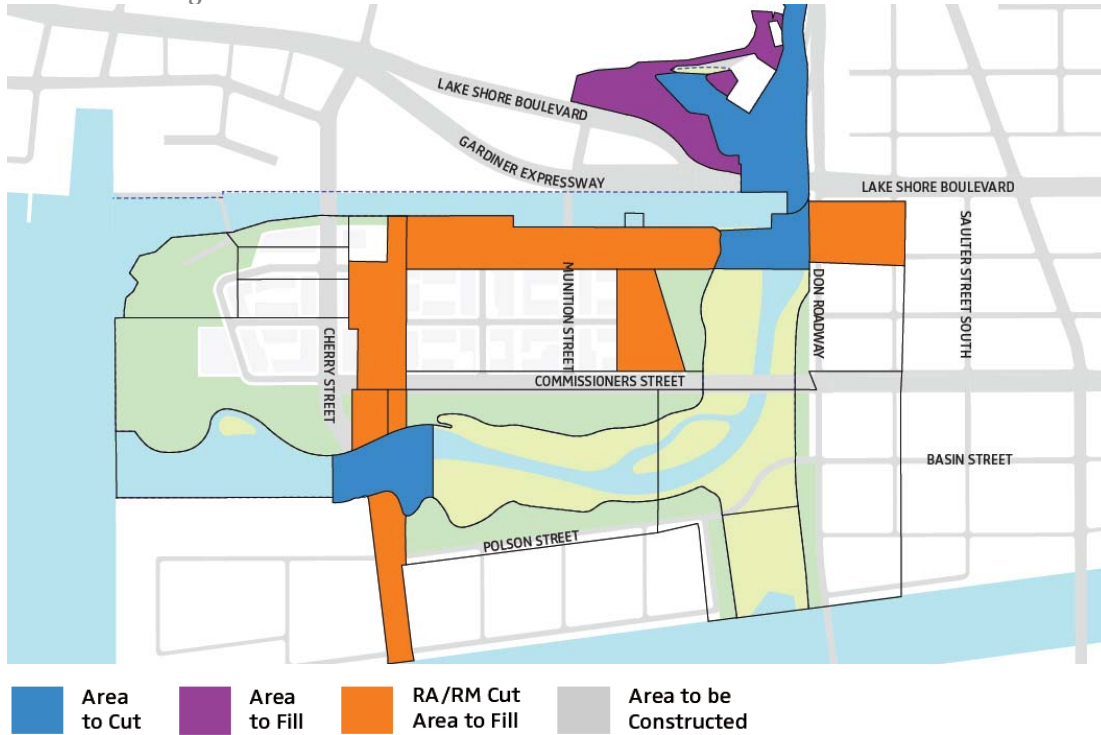 LAKE SHORE BOULEVARD
GARDINER EXPRESSWAY
LAKE SHORE BOULEVARD
SAULTER STREET SOUTH
MUNITION STREET
DON ROADWAY
CHERRY STREET
COMMISSIONERS STREET
BASIN STREET
POLSON STREET
Area
to Cut
Area
to Fill
RA/RM Cut
Area to Fill
Area to be
Constructed